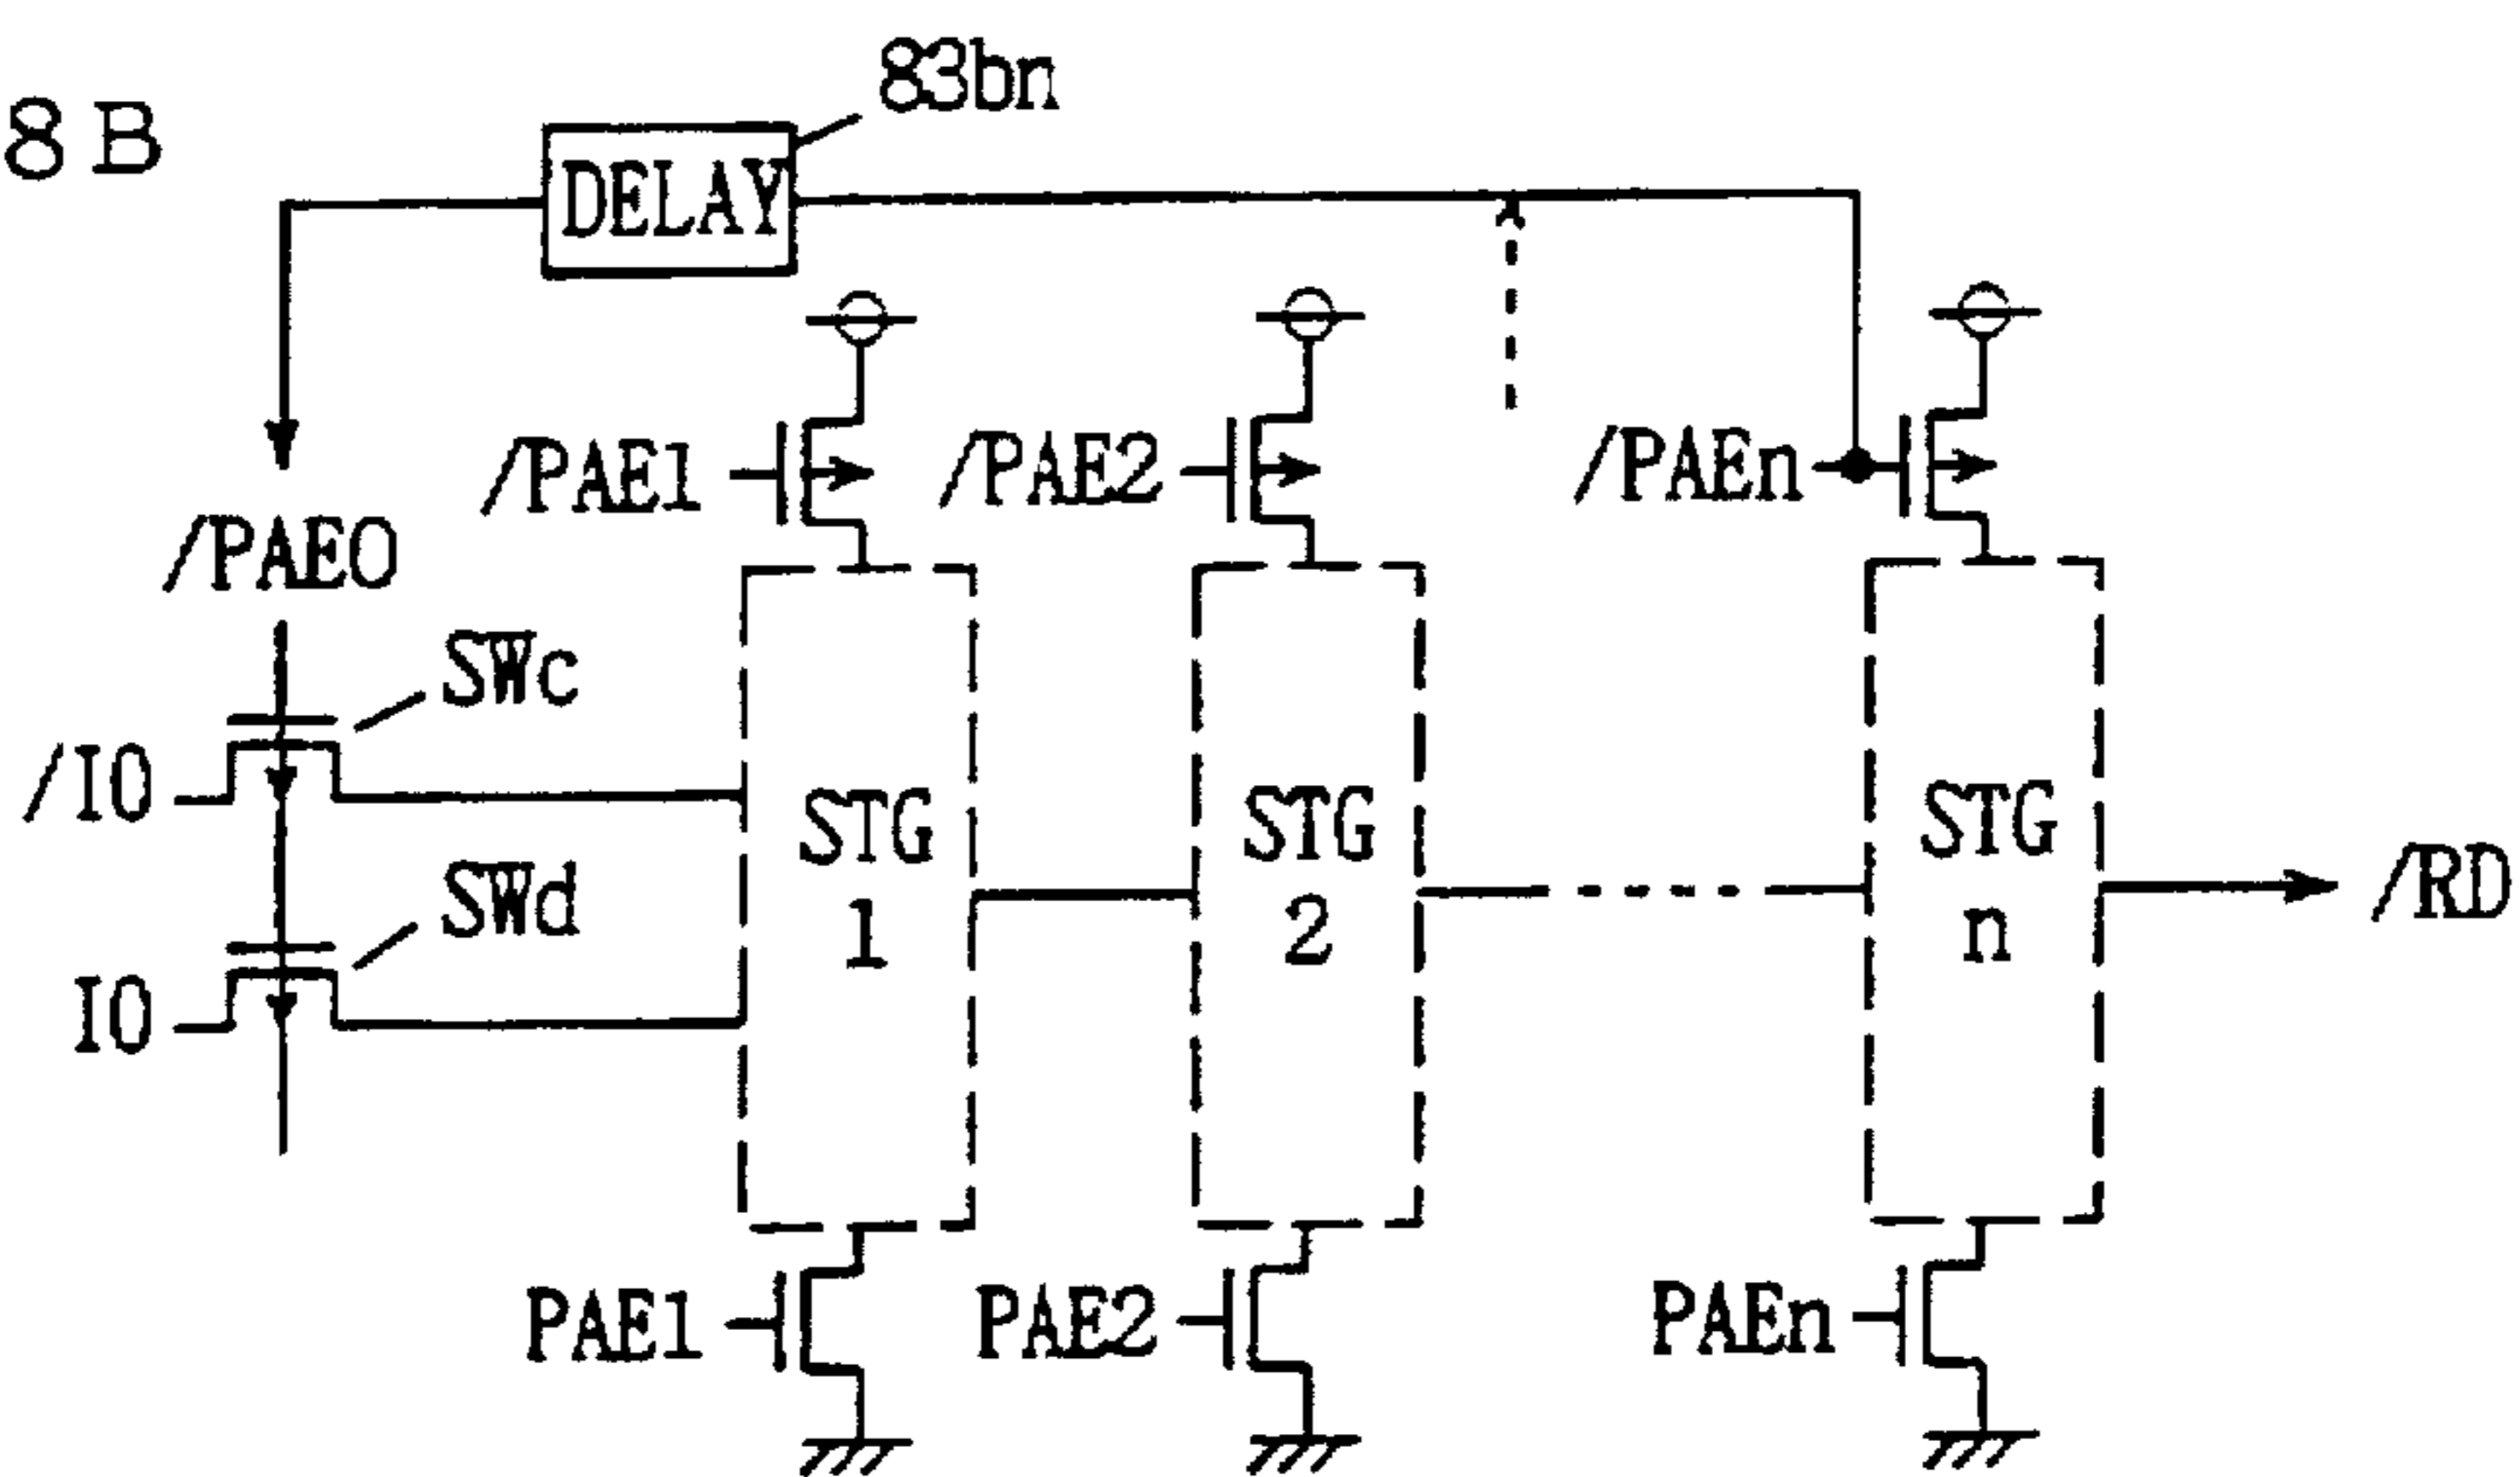 83bn
8 B
DELAY
/PAE1
/PAE2
/PAEn
/PAE0
SWc
/IO
STG
1
STG
2
STG
n
/RD
SWd
IO
PAE1
PAE2
PAEn